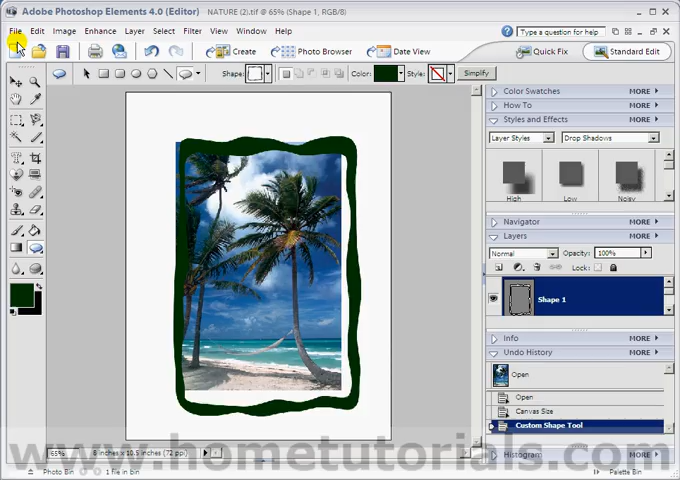 Adobe Photoshop Elements 4.0 (Editor) NATURE (2).tif @ 65% (Shape 1, RGB/8)
File Edit Image Enhance Layer Select Filter View Window Help Type a question for help
Create Photo Browser Date View Quick Fix Standard Edit
Shape: Color: Style: Simplify
Color Swatches MORE
How To MORE
Styles and Effects MORE
Layer Styles Drop Shadows
High Low Noisy
Navigator MORE
Layers MORE
Normal Opacity: 100%
Lock:
Shape 1
Info MORE
Undo History MORE
Open
Open
Canvas Size
Custom Shape Tool
www.hometutorials.com
65% 8 inches x 10.5 inches (72 ppi)
Histogram MORE
Photo Bin 1 file in bin Palette Bin